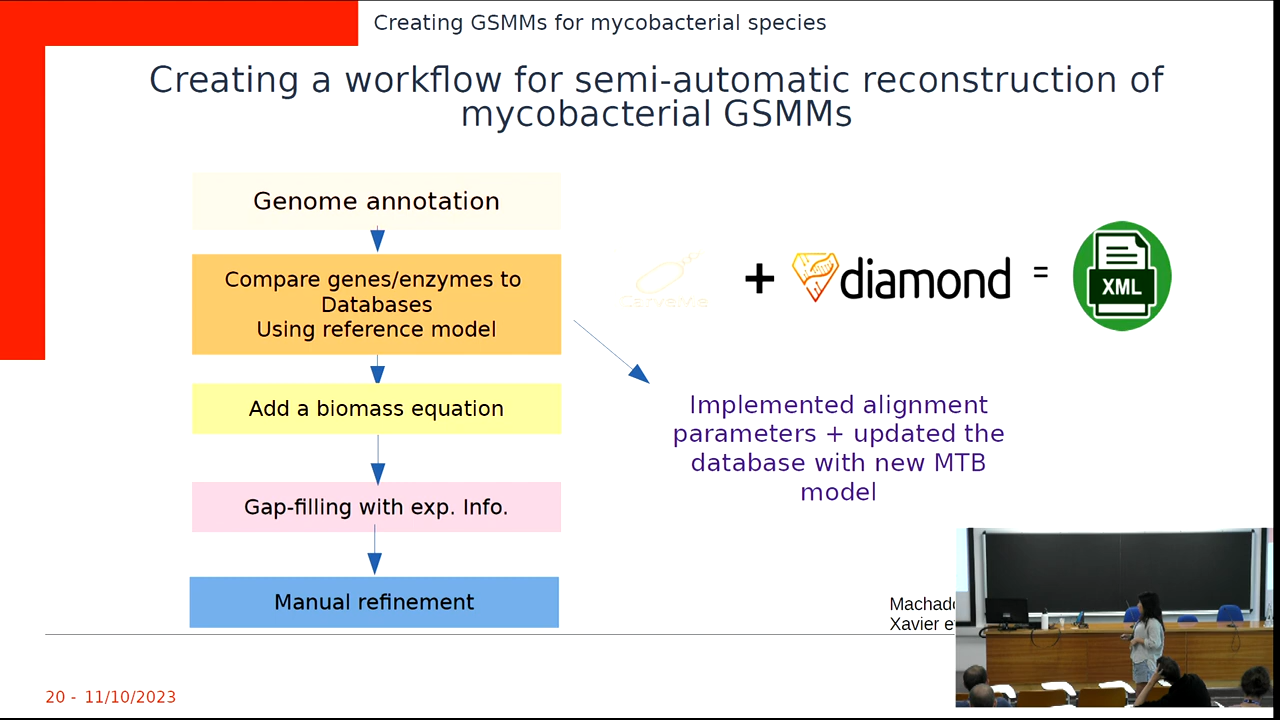 Creating GSMMs for mycobacterial species
Creating a workflow for semi-automatic reconstruction of
mycobacterial GSMMs
Genome annotation
Compare genes/enzymes to
Databases
Using reference model
CarveMe
+
diamond
=
XML
Add a biomass equation
Implemented alignment
parameters + updated the
database with new MTB
model
Gap-filling with exp. Info.
Manual refinement
Xavier e
20 - 11/10/2023